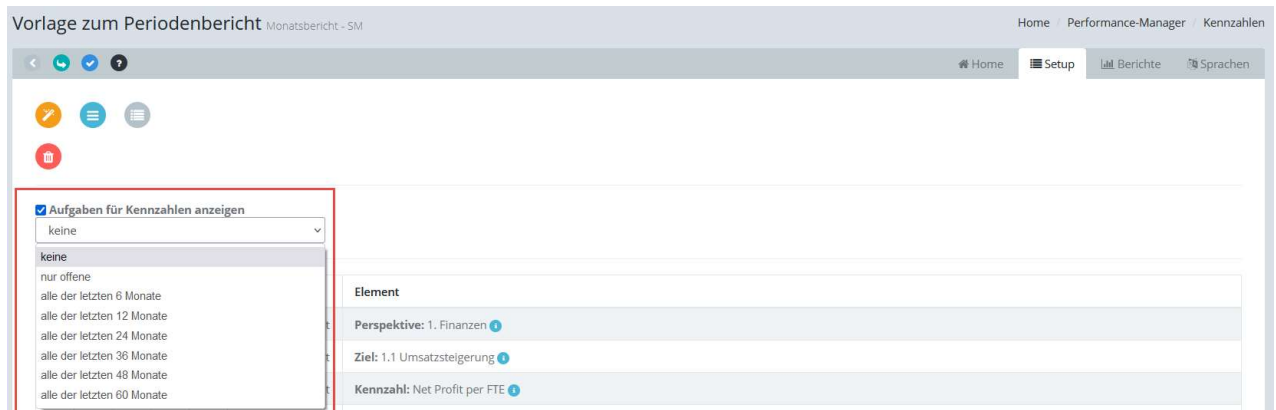 Vorlage zum Periodenbericht Monatsbericht - SM
Home / Performance-Manager / Kennzahlen
Home Setup Berichte Sprachen
Aufgaben für Kennzahlen anzeigen
keine
keine
nur offene
alle der letzten 6 Monate
alle der letzten 12 Monate
alle der letzten 24 Monate
alle der letzten 36 Monate
alle der letzten 48 Monate
alle der letzten 60 Monate
Element
Perspektive: 1. Finanzen
Ziel: 1.1 Umsatzsteigerung
Kennzahl: Net Profit per FTE